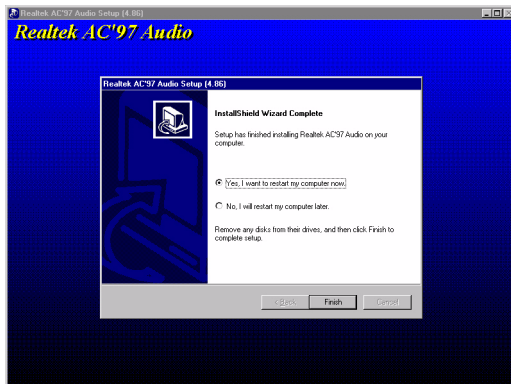 Realtek AC'97 Audio Setup (4.86)
Realtek AC'97 Audio
Realtek AC'97 Audio Setup (4.86)
InstallShield Wizard Complete
Setup has finished installing Realtek AC'97 Audio on your
computer.
Yes, I want to restart my computer now.
No, I will restart my computer later.
Remove any disks from their drives, and then click Finish to
complete setup.
< Back Finish Cancel